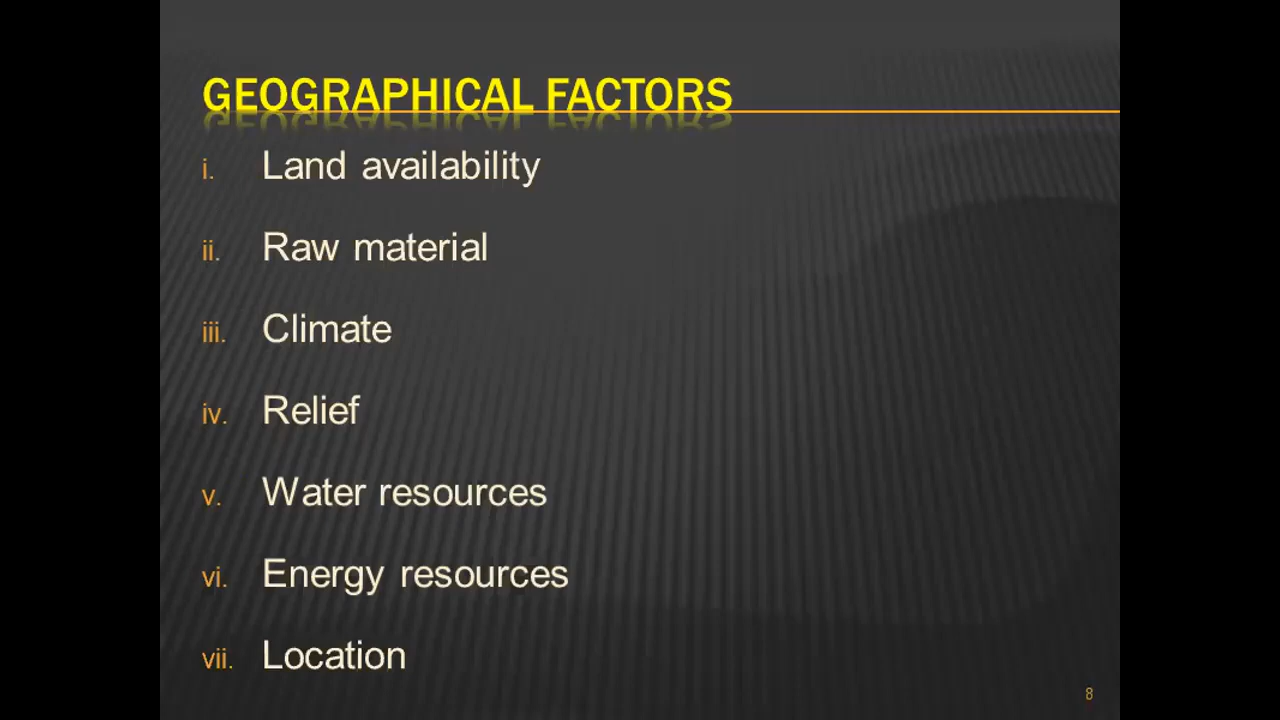 GEOGRAPHICAL FACTORS
i. Land availability
ii. Raw material
iii. Climate
iv. Relief
v. Water resources
vi. Energy resources
vii. Location
8